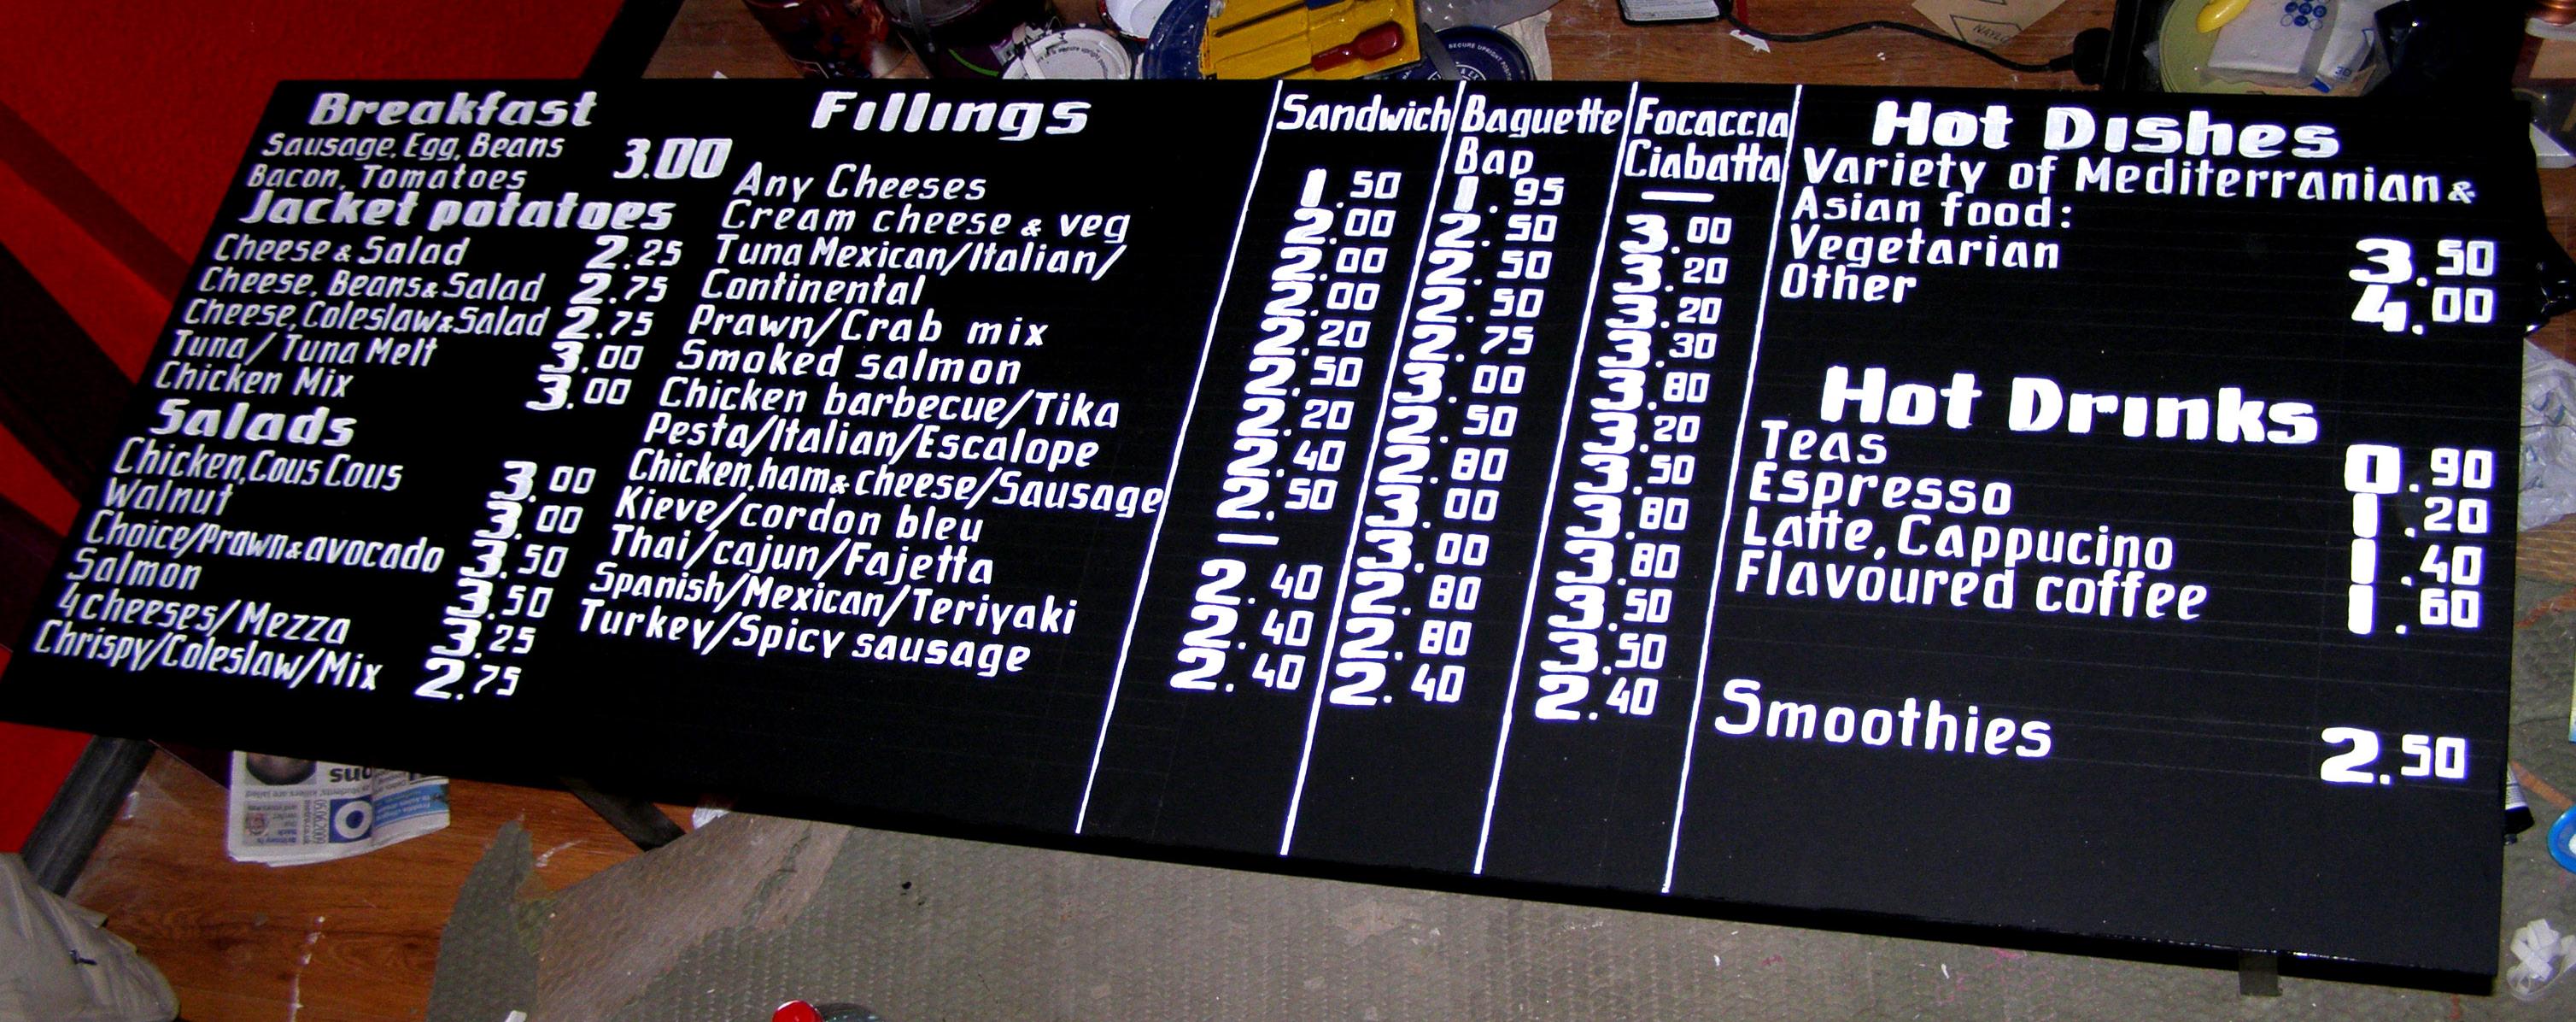 Breakfast
Sausage, Egg, Beans
Bacon, Tomatoes 3.00
Jacket potatoes
Cheese & Salad 2.25
Cheese, Beans & Salad 2.75
Cheese, Coleslaw & Salad 2.75
Tuna / Tuna Melt 3.00
Chicken Mix 3.00
Salads
Chicken, Cous Cous 3.00
Walnut 3.00
Choice/Prawn & avocado 3.50
Salmon 3.50
4 cheeses/Mezza 3.25
Chrispy/Coleslaw/Mix 2.75
Fillings
Any Cheeses
Cream cheese & veg
Tuna Mexican/Italian/
Continental
Prawn/Crab mix
Smoked salmon
Chicken barbecue/Tika
Pesta/Italian/Escalope
Chicken, ham & cheese/Sausage
Kieve/cordon bleu
Thai/cajun/Fajetta
Spanish/Mexican/Teriyaki
Turkey/Spicy sausage
Sandwich
1.50
2.00
2.00
2.00
2.20
2.50
2.20
2.40
2.50
—
2.40
2.40
2.40
Baguette
Bap
1.95
2.50
2.50
2.50
2.75
3.00
2.50
2.80
3.00
3.00
2.80
2.80
2.40
Focaccia
Ciabatta
—
3.00
3.20
3.20
3.30
3.80
3.20
3.50
3.80
3.80
3.50
3.50
2.40
Hot Dishes
Variety of Mediterranian &
Asian food:
Vegetarian 3.50
Other 4.00
Hot Drinks
Teas 0.90
Espresso 1.20
Latte, Cappucino 1.40
Flavoured coffee 1.60
Smoothies 2.50